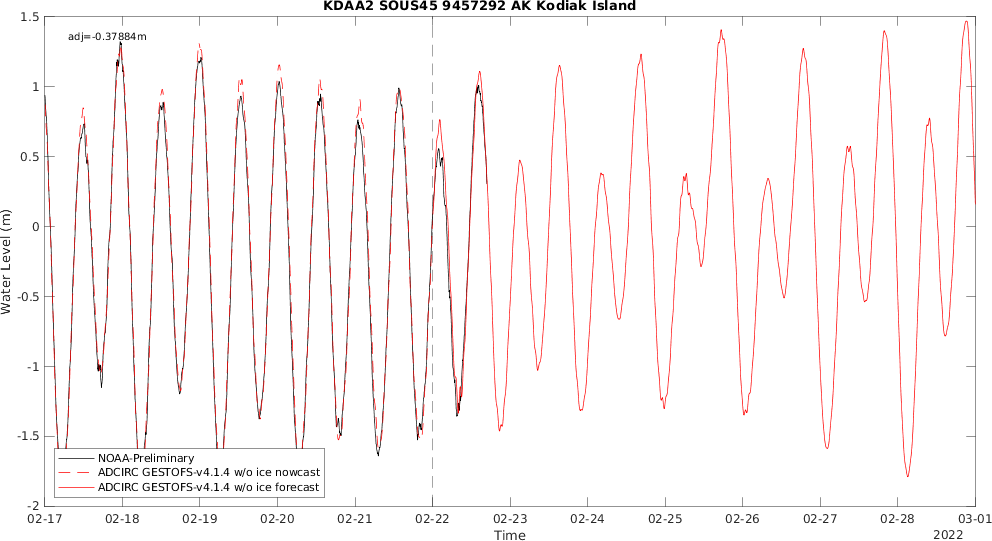 KDAA2 SOUS45 9457292 AK Kodiak Island
adj=-0.37884m
1.5
1
0.5
0
-0.5
-1
-1.5
-2
Water Level (m)
NOAA-Preliminary
ADCIRC GESTOFS-v4.1.4 w/o ice nowcast
ADCIRC GESTOFS-v4.1.4 w/o ice forecast
02-17 02-18 02-19 02-20 02-21 02-22 02-23 02-24 02-25 02-26 02-27 02-28 03-01
Time
2022